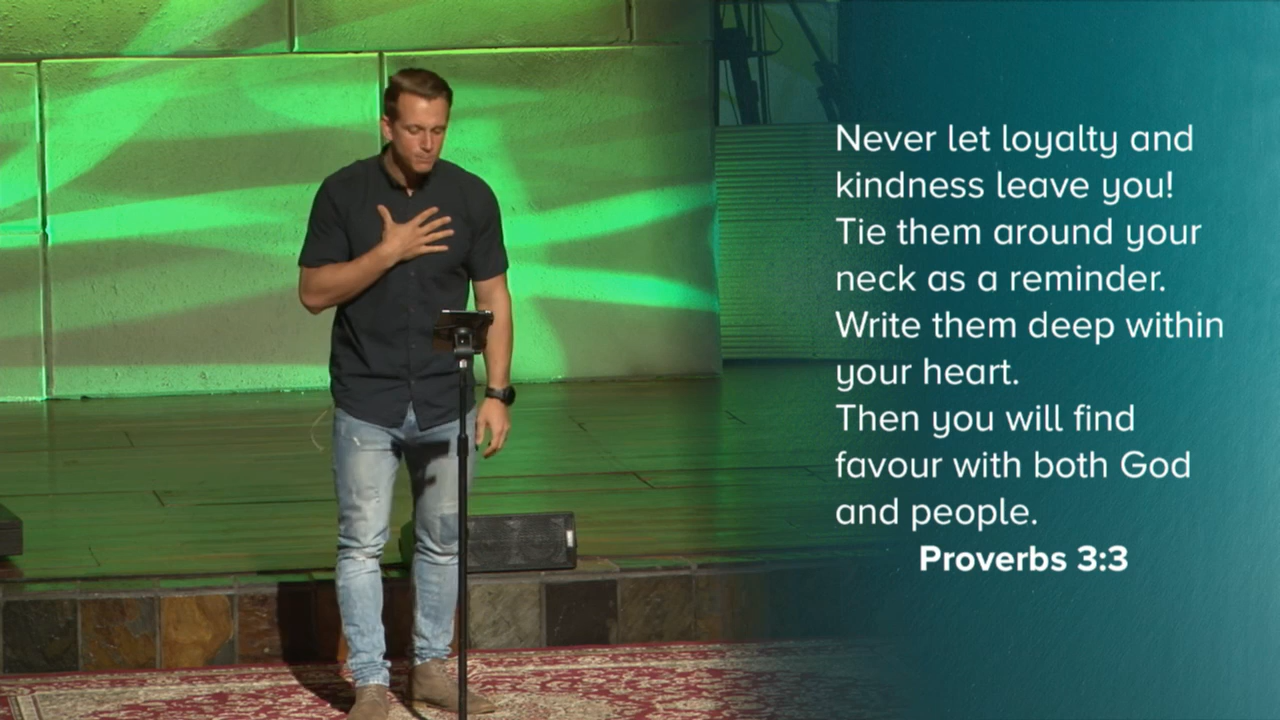 Never let loyalty and
kindness leave you!
Tie them around your
neck as a reminder.
Write them deep within
your heart.
Then you will find
favour with both God
and people.
Proverbs 3:3